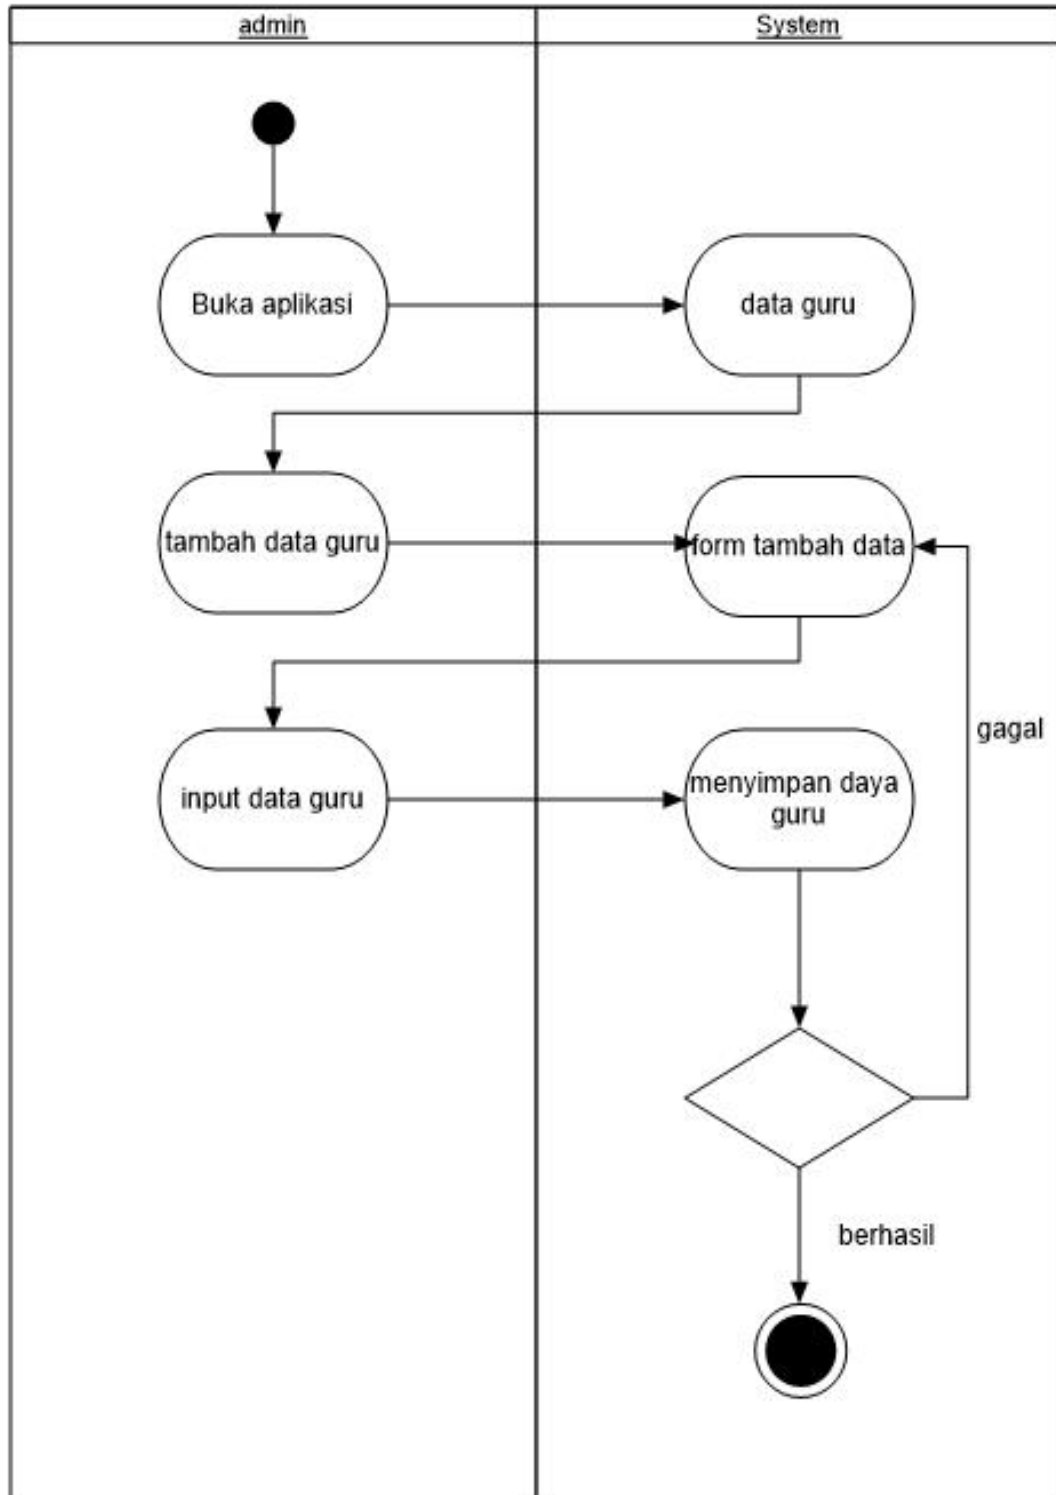 admin
System
Buka aplikasi
data guru
tambah data guru
form tambah data
gagal
input data guru
menyimpan daya
guru
berhasil